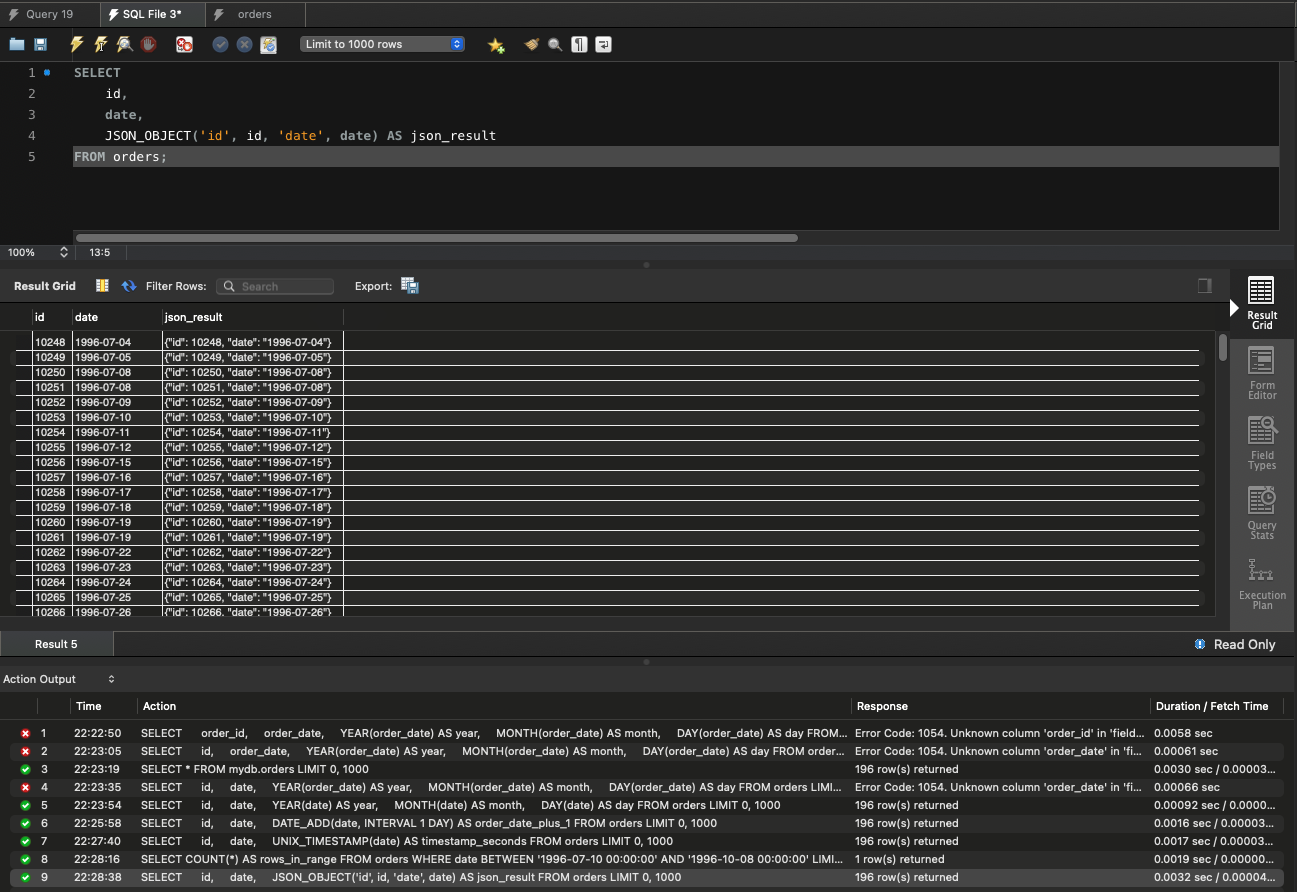 Query 19
SQL File 3*
orders
Limit to 1000 rows
1 SELECT
2 id,
3 date,
4 JSON_OBJECT('id', id, 'date', date) AS json_result
5 FROM orders;
100% 13:5
Result Grid Filter Rows: Search Export:
id date json_result
10248 1996-07-04 {"id": 10248, "date": "1996-07-04"}
10249 1996-07-05 {"id": 10249, "date": "1996-07-05"}
10250 1996-07-08 {"id": 10250, "date": "1996-07-08"}
10251 1996-07-08 {"id": 10251, "date": "1996-07-08"}
10252 1996-07-09 {"id": 10252, "date": "1996-07-09"}
10253 1996-07-10 {"id": 10253, "date": "1996-07-10"}
10254 1996-07-11 {"id": 10254, "date": "1996-07-11"}
10255 1996-07-12 {"id": 10255, "date": "1996-07-12"}
10256 1996-07-15 {"id": 10256, "date": "1996-07-15"}
10257 1996-07-16 {"id": 10257, "date": "1996-07-16"}
10258 1996-07-17 {"id": 10258, "date": "1996-07-17"}
10259 1996-07-18 {"id": 10259, "date": "1996-07-18"}
10260 1996-07-19 {"id": 10260, "date": "1996-07-19"}
10261 1996-07-19 {"id": 10261, "date": "1996-07-19"}
10262 1996-07-22 {"id": 10262, "date": "1996-07-22"}
10263 1996-07-23 {"id": 10263, "date": "1996-07-23"}
10264 1996-07-24 {"id": 10264, "date": "1996-07-24"}
10265 1996-07-25 {"id": 10265, "date": "1996-07-25"}
10266 1996-07-26 {"id": 10266, "date": "1996-07-26"}
Result
Grid
Form
Editor
Field
Types
Query
Stats
Execution
Plan
Result 5
Read Only
Action Output
Time Action Response Duration / Fetch Time
1 22:22:50 SELECT order_id, order_date, YEAR(order_date) AS year, MONTH(order_date) AS month, DAY(order_date) AS day FROM... Error Code: 1054. Unknown column 'order_id' in 'field... 0.0058 sec
2 22:23:05 SELECT id, order_date, YEAR(order_date) AS year, MONTH(order_date) AS month, DAY(order_date) AS day FROM order... Error Code: 1054. Unknown column 'order_date' in 'fi... 0.00061 sec
3 22:23:19 SELECT * FROM mydb.orders LIMIT 0, 1000 196 row(s) returned 0.0030 sec / 0.00003...
4 22:23:35 SELECT id, date, YEAR(order_date) AS year, MONTH(order_date) AS month, DAY(order_date) AS day FROM orders LIMI... Error Code: 1054. Unknown column 'order_date' in 'fi... 0.00066 sec
5 22:23:54 SELECT id, date, YEAR(date) AS year, MONTH(date) AS month, DAY(date) AS day FROM orders LIMIT 0, 1000 196 row(s) returned 0.00092 sec / 0.0000...
6 22:25:58 SELECT id, date, DATE_ADD(date, INTERVAL 1 DAY) AS order_date_plus_1 FROM orders LIMIT 0, 1000 196 row(s) returned 0.0016 sec / 0.00003...
7 22:27:40 SELECT id, date, UNIX_TIMESTAMP(date) AS timestamp_seconds FROM orders LIMIT 0, 1000 196 row(s) returned 0.0017 sec / 0.00003...
8 22:28:16 SELECT COUNT(*) AS rows_in_range FROM orders WHERE date BETWEEN '1996-07-10 00:00:00' AND '1996-10-08 00:00:00' LIMI... 1 row(s) returned 0.0019 sec / 0.00000...
9 22:28:38 SELECT id, date, JSON_OBJECT('id', id, 'date', date) AS json_result FROM orders LIMIT 0, 1000 196 row(s) returned 0.0032 sec / 0.00004...